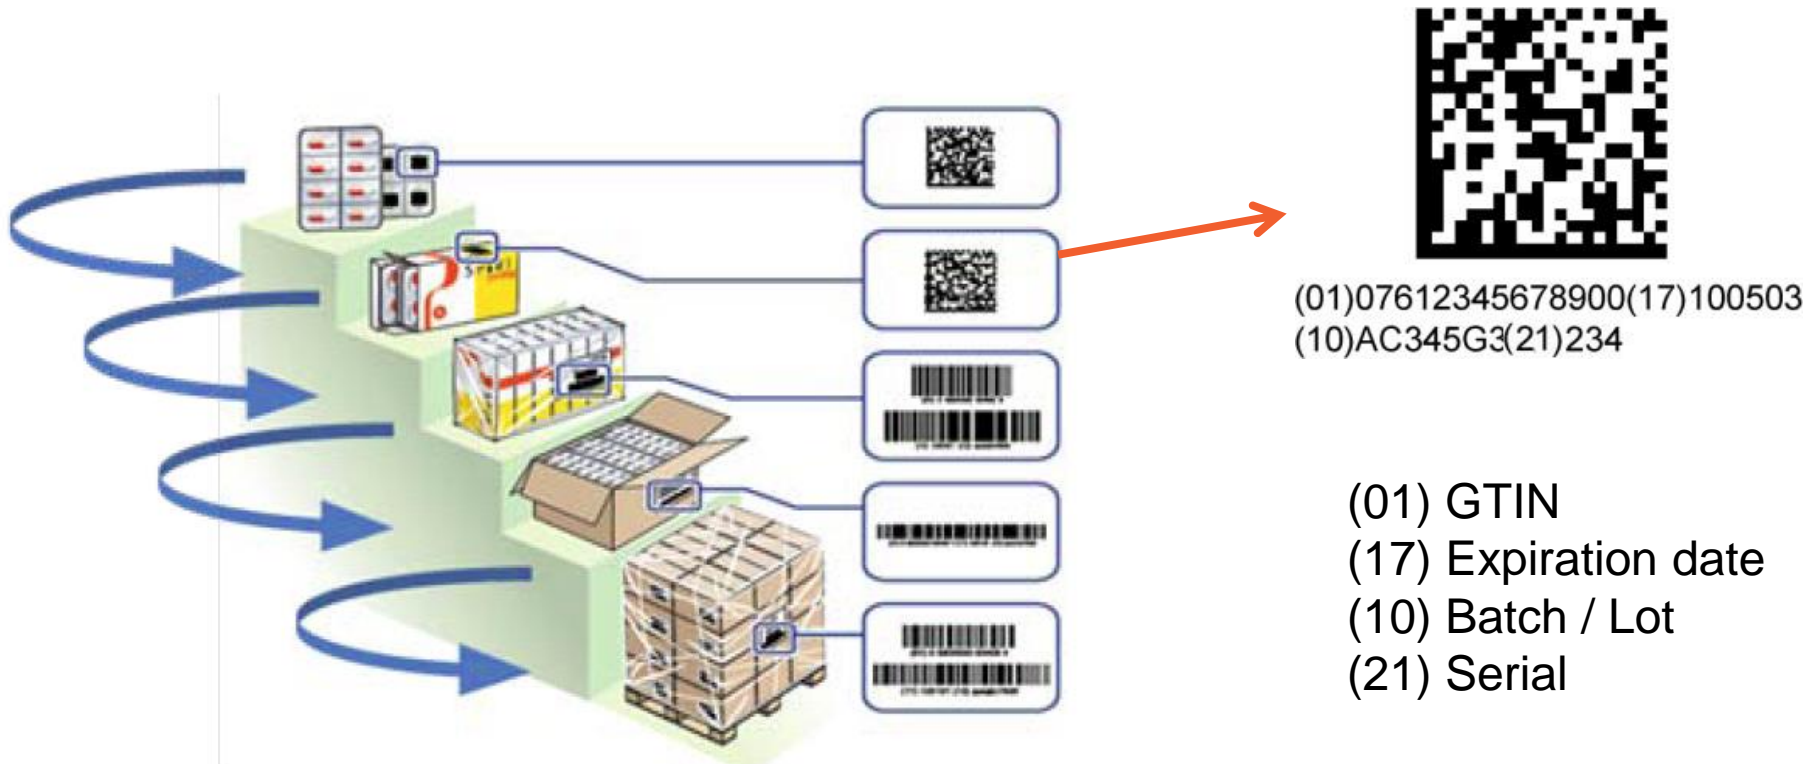 (01)07612345678900(17)100503
(10)AC345G3(21)234
(01) GTIN
(17) Expiration date
(10) Batch / Lot
(21) Serial